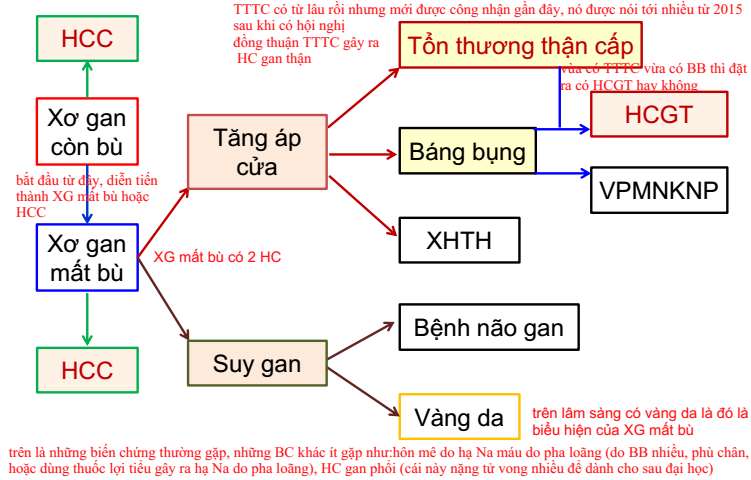 TTTC có từ lâu rồi nhưng mới được công nhận gần đây, nó được nói tới nhiều từ 2015
sau khi có hội nghị
đồng thuận TTTC gây ra
HC gan thận
HCC
Tổn thương thận cấp
vừa có TTTC vừa có BB thì đặt
ra có HCGT hay không
Xơ gan
còn bù
Tăng áp
cửa
HCGT
Báng bụng
bắt đầu từ đây, diễn tiến
thành XG mất bù hoặc
HCC
VPMNKNP
Xơ gan
mất bù
XG mất bù có 2 HC
XHTH
Bệnh não gan
HCC
Suy gan
Vàng da
trên lâm sàng có vàng da là đó là
biểu hiện của XG mất bù
trên là những biến chứng thường gặp, những BC khác ít gặp như:hôn mê do hạ Na máu do pha loãng (do BB nhiều, phù chân,
hoặc dùng thuốc lợi tiểu gây ra hạ Na do pha loãng), HC gan phổi (cái này nặng tử vong nhiều để dành cho sau đại học)